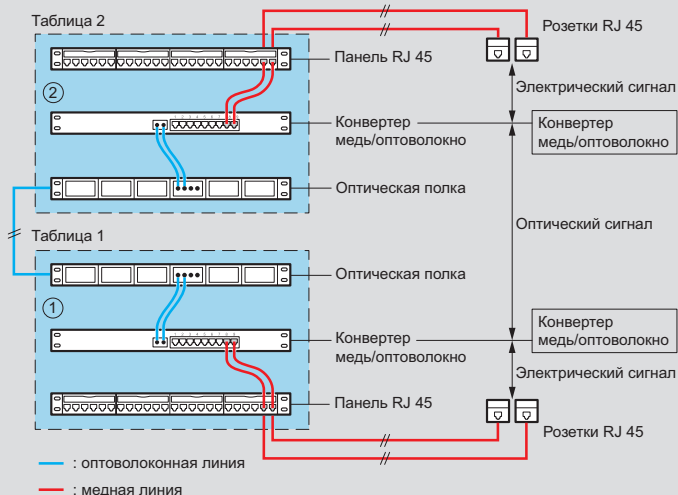 Таблица 2
Розетки RJ 45
Панель RJ 45
Электрический сигнал
2
Конвертер
медь/оптоволокно
Конвертер
медь/оптоволокно
Оптическая полка
Оптический сигнал
Таблица 1
Оптическая полка
1
Конвертер
медь/оптоволокно
Конвертер
медь/оптоволокно
Электрический сигнал
Панель RJ 45
Розетки RJ 45
: оптоволоконная линия
: медная линия